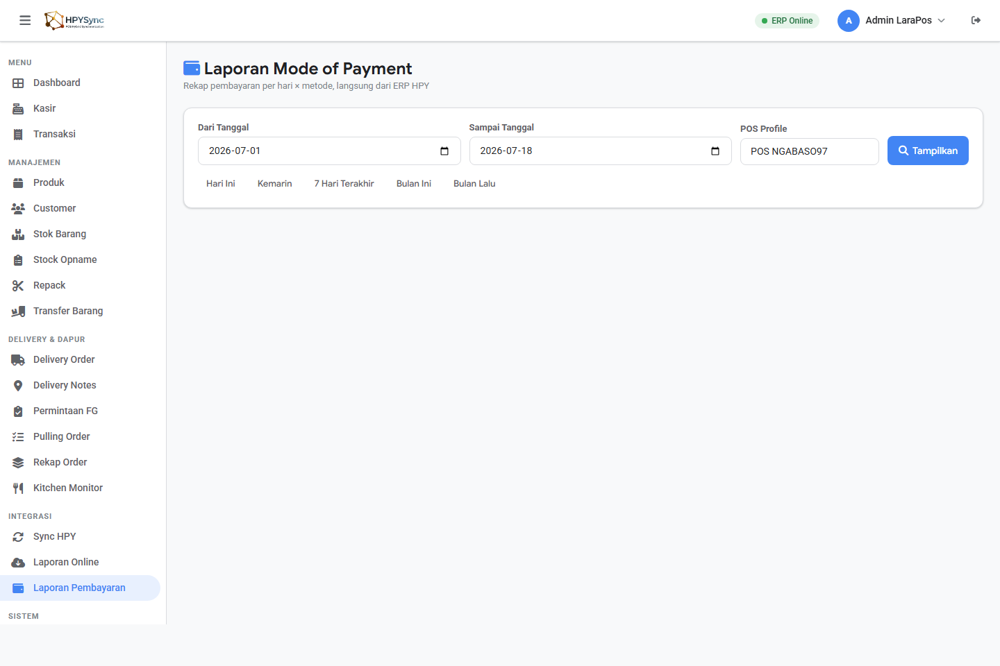 HPYSync
ERP Online
A
Admin LaraPos
MENU
Dashboard
Kasir
Transaksi
MANAJEMEN
Produk
Customer
Stok Barang
Stock Opname
Repack
Transfer Barang
DELIVERY & DAPUR
Delivery Order
Delivery Notes
Permintaan FG
Pulling Order
Rekap Order
Kitchen Monitor
INTEGRASI
Sync HPY
Laporan Online
Laporan Pembayaran
SISTEM
Laporan Mode of Payment
Rekap pembayaran per hari × metode, langsung dari ERP HPY
Dari Tanggal
2026-07-01
Sampai Tanggal
2026-07-18
POS Profile
POS NGABASO97
Tampilkan
Hari Ini
Kemarin
7 Hari Terakhir
Bulan Ini
Bulan Lalu